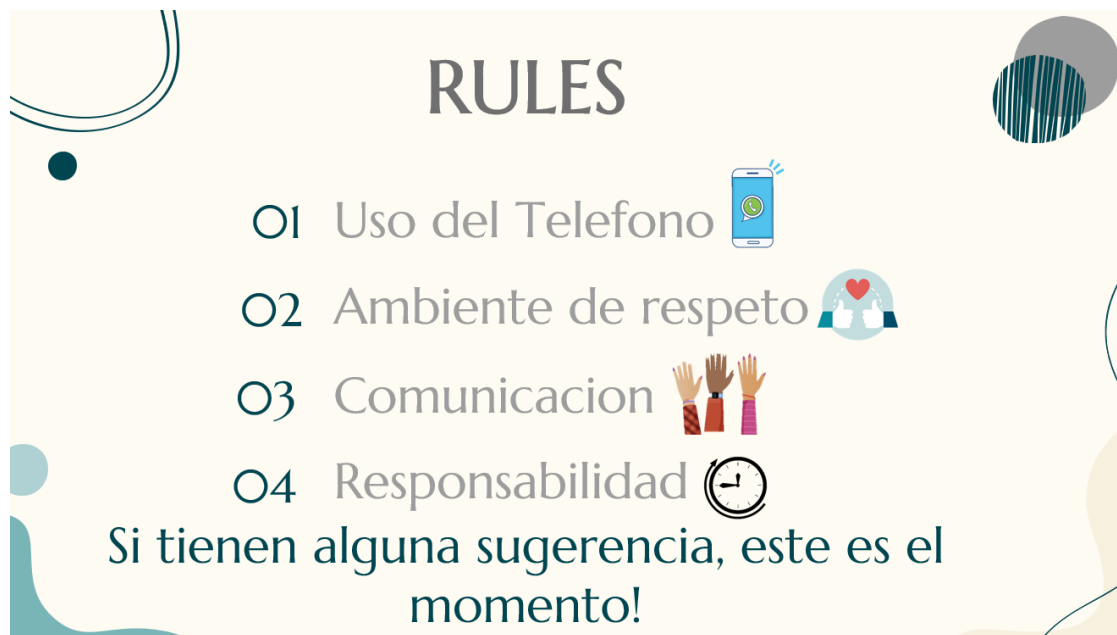 RULES
01 Uso del Telefono
02 Ambiente de respeto
03 Comunicacion
04 Responsabilidad
Si tienen alguna sugerencia, este es el
momento!